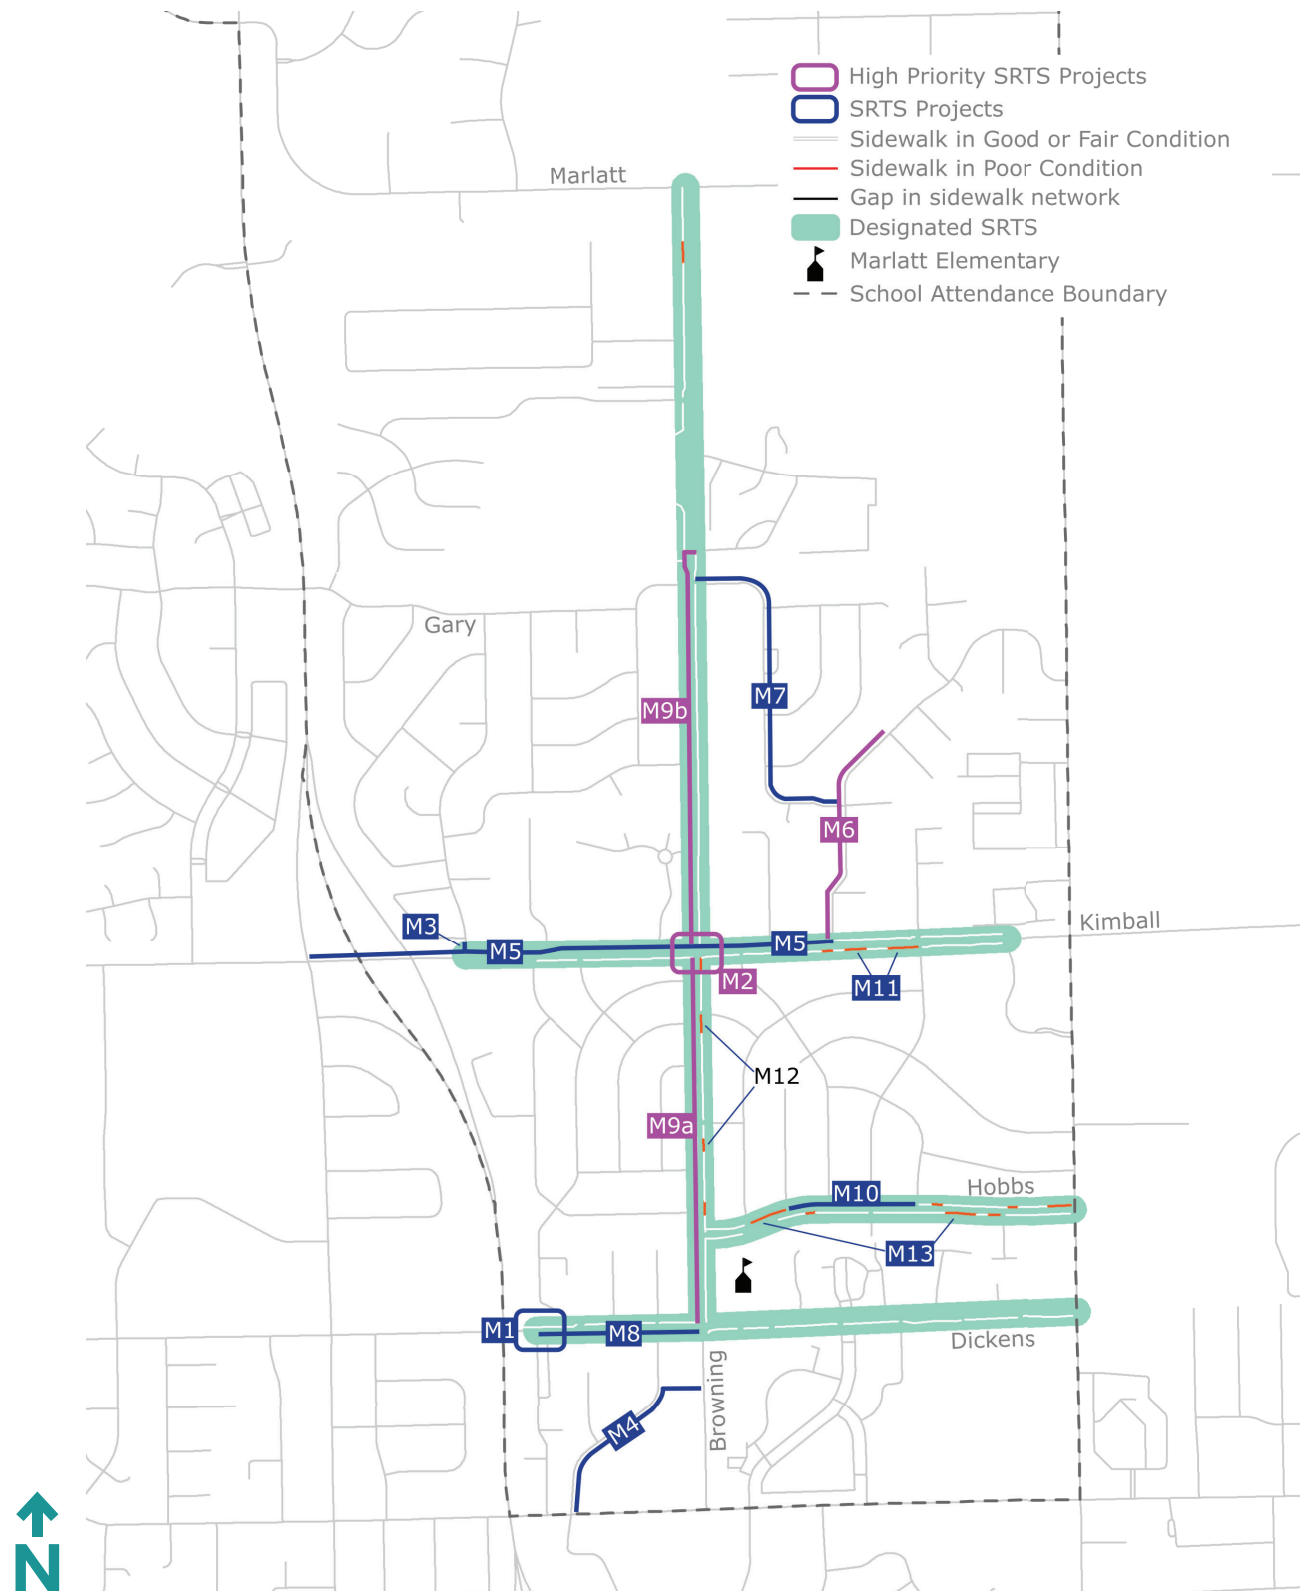 High Priority SRTS Projects
SRTS Projects
Sidewalk in Good or Fair Condition
Sidewalk in Poor Condition
Gap in sidewalk network
Designated SRTS
Marlatt Elementary
School Attendance Boundary
Marlatt
Gary
M9b
M7
M6
M3
M5
M5
Kimball
M2
M11
M12
M9a
Hobbs
M10
M13
M1
M8
Dickens
Browning
M4
N